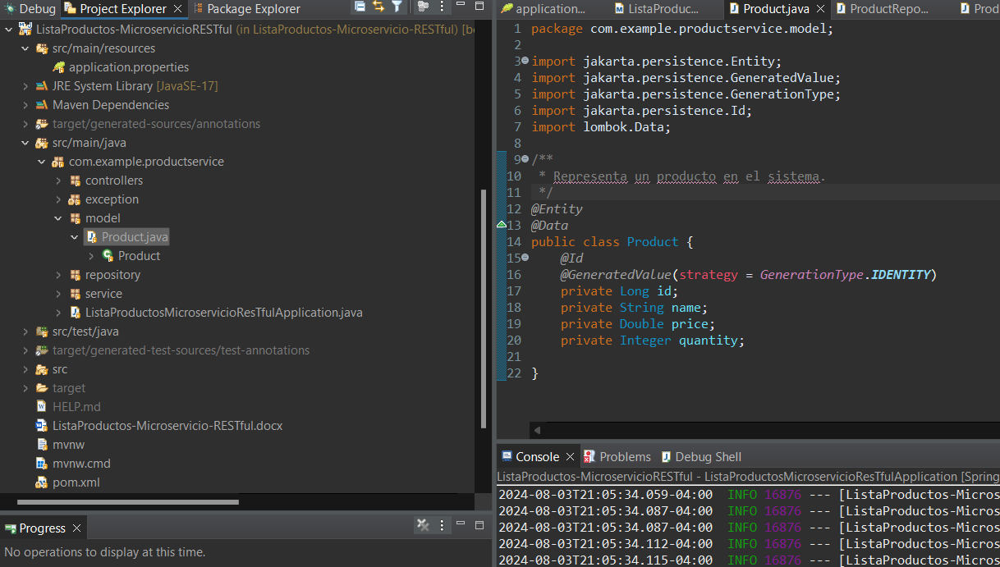 Debug Project Explorer Package Explorer
ListaProductos-MicroservicioRESTful (in ListaProductos-Microservicio-RESTful) [bo
src/main/resources
application.properties
JRE System Library [JavaSE-17]
Maven Dependencies
target/generated-sources/annotations
src/main/java
com.example.productservice
controllers
exception
model
Product.java
Product
repository
service
ListaProductosMicroservicioResTfulApplication.java
src/test/java
target/generated-test-sources/test-annotations
src
target
HELP.md
ListaProductos-Microservicio-RESTful.docx
mvnw
mvnw.cmd
pom.xml
Progress
No operations to display at this time.
application... ListaProduc... Product.java ProductRepo... Prod
1 package com.example.productservice.model;
2
3 import jakarta.persistence.Entity;
4 import jakarta.persistence.GeneratedValue;
5 import jakarta.persistence.GenerationType;
6 import jakarta.persistence.Id;
7 import lombok.Data;
8
9 /**
10 * Representa un producto en el sistema.
11 */
12 @Entity
13 @Data
14 public class Product {
15 @Id
16 @GeneratedValue(strategy = GenerationType.IDENTITY)
17 private Long id;
18 private String name;
19 private Double price;
20 private Integer quantity;
21
22 }
Console Problems Debug Shell
ListaProductos-MicroservicioRESTful - ListaProductosMicroservicioResTfulApplication [Spring
2024-08-03T21:05:34.059-04:00 INFO 16876 --- [ListaProductos-Micros
2024-08-03T21:05:34.087-04:00 INFO 16876 --- [ListaProductos-Micros
2024-08-03T21:05:34.087-04:00 INFO 16876 --- [ListaProductos-Micros
2024-08-03T21:05:34.112-04:00 INFO 16876 --- [ListaProductos-Micros
2024-08-03T21:05:34.115-04:00 INFO 16876 --- [ListaProductos-Micros